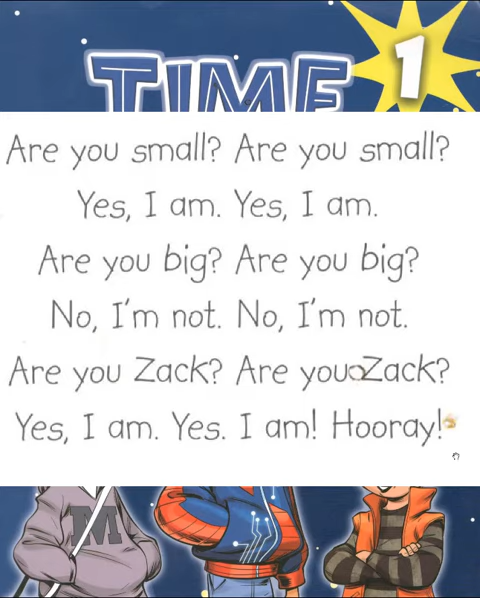 1
TIME
Are you small? Are you small?
Yes, I am. Yes, I am.
Are you big? Are you big?
No, I'm not. No, I'm not.
Are you Zack? Are you Zack?
Yes, I am. Yes. I am! Hooray!
M